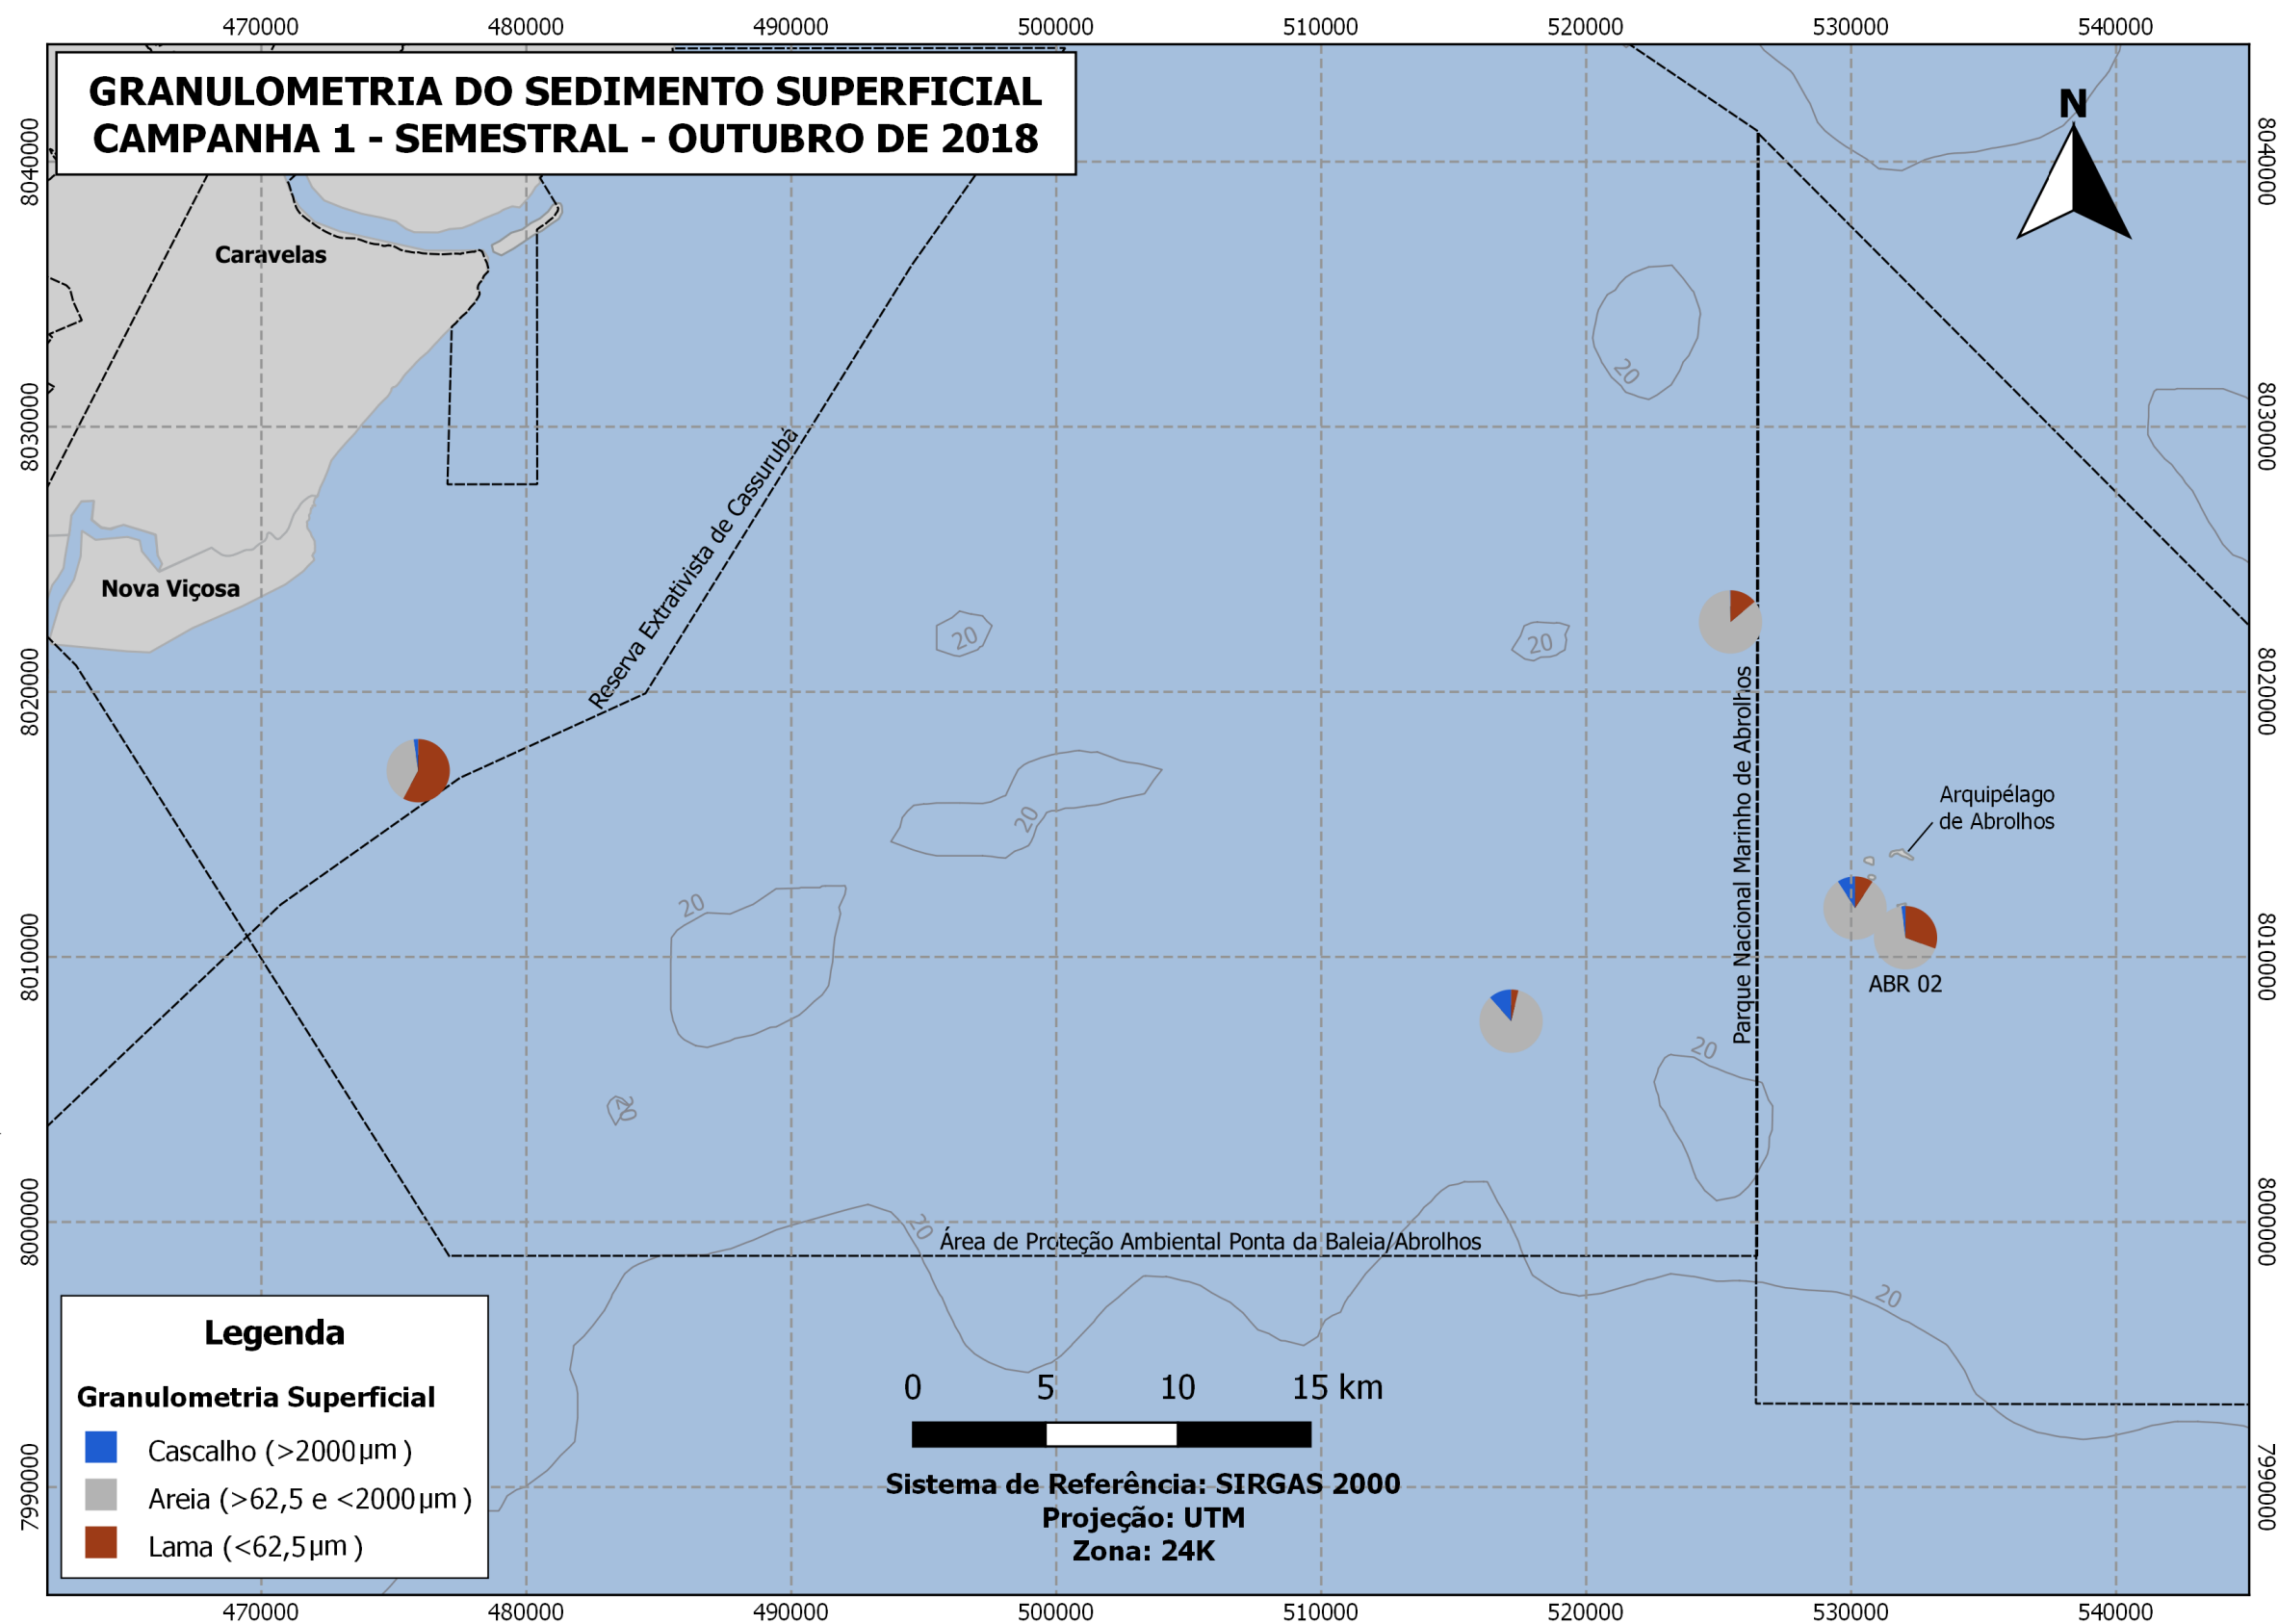 470000 480000 490000 500000 510000 520000 530000 540000
GRANULOMETRIA DO SEDIMENTO SUPERFICIAL
CAMPANHA 1 - SEMESTRAL - OUTUBRO DE 2018
N
8040000
8040000
Caravelas
20
8030000
8030000
Reserva Extrativista de Cassurubá
Nova Viçosa
20
20
8020000
8020000
Parque Nacional Marinho de Abrolhos
Arquipélago
de Abrolhos
20
20
8010000
8010000
ABR 02
20
20
8000000
8000000
20
Área de Proteção Ambiental Ponta da Baleia/Abrolhos
20
Legenda
Granulometria Superficial
Cascalho (>2000µm)
Areia (>62,5 e <2000µm)
Lama (<62,5µm)
0 5 10 15 km
Sistema de Referência: SIRGAS 2000
Projeção: UTM
Zona: 24K
7990000
7990000
470000 480000 490000 500000 510000 520000 530000 540000